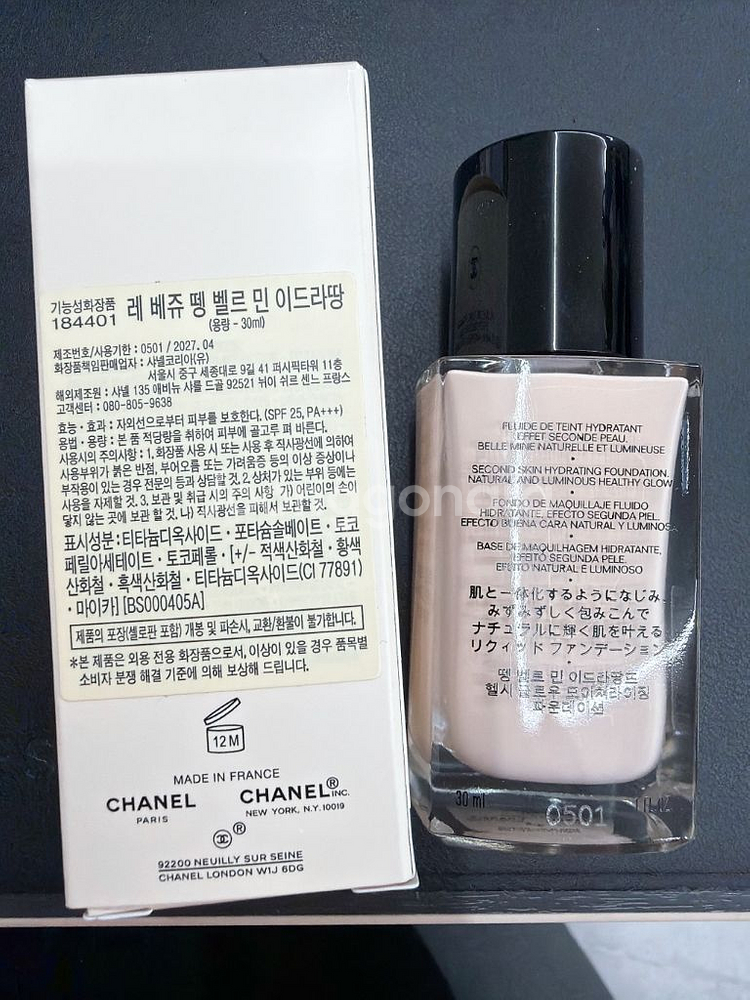 기능성화장품
184401
레 베쥬 뗑 벨르 민 이드라땅
(용량 - 30ml)
제조번호/사용기한 : 0501 / 2027. 04
화장품책임판매업자 : 샤넬코리아(유)
서울시 중구 세종대로 9길 41 퍼시픽타워 11층
해외제조원 : 샤넬 135 애비뉴 샤를 드골 92521 뉘이 쉬르 센느 프랑스
고객센터 : 080-805-9638
효능·효과 : 자외선으로부터 피부를 보호한다. (SPF 25, PA+++)
용법·용량 : 본 품 적당량을 취하여 피부에 골고루 펴 바른다.
사용시의 주의사항 : 1. 화장품 사용 시 또는 사용 후 직사광선에 의하여
사용부위가 붉은 반점, 부어오름 또는 가려움증 등의 이상 증상이나
부작용이 있는 경우 전문의 등과 상담할 것. 2. 상처가 있는 부위 등에는
사용을 자제할 것. 3. 보관 및 취급 시의 주의 사항 가) 어린이의 손이
닿지 않는 곳에 보관 할 것. 나) 직사광선을 피해서 보관할 것.
표시성분 : 티타늄디옥사이드 · 포타슘솔베이트 · 토코
페릴아세테이트 · 토코페롤 · [+/- 적색산화철 · 황색
산화철 · 흑색산화철 · 티타늄디옥사이드(CI 77891)
· 마이카] [BS000405A]
제품의 포장(셀로판 포함) 개봉 및 파손시, 교환/환불이 불가합니다.
*본 제품은 외용 전용 화장품으로서, 이상이 있을 경우 품목별
소비자 분쟁 해결 기준에 의해 보상해 드립니다.
12 M
MADE IN FRANCE
CHANEL
PARIS
CHANEL® INC.
NEW YORK, N.Y. 10019
®
92200 NEUILLY SUR SEINE
CHANEL LONDON W1J 6DG
FLUIDE DE TEINT HYDRATANT
EFFET SECONDE PEAU.
BELLE MINE NATURELLE ET LUMINEUSE
•
SECOND SKIN HYDRATING FOUNDATION.
NATURAL AND LUMINOUS HEALTHY GLOW
•
FONDO DE MAQUILLAJE FLUIDO
HIDRATANTE, EFECTO SEGUNDA PIEL.
EFECTO BUENA CARA NATURAL Y LUMINOSO
•
BASE DE MAQUILHAGEM HIDRATANTE,
EFEITO SEGUNDA PELE.
EFEITO NATURAL E LUMINOSO
•
肌と一体化するようになじみ、
みずみずしく包みこんで
ナチュラルに輝く肌を叶える
リクィッド ファンデーション
•
뗑 벨르 민 이드라땅드
헬시 글로우 모이쳐라이징
파운데이션
30 ml
0501